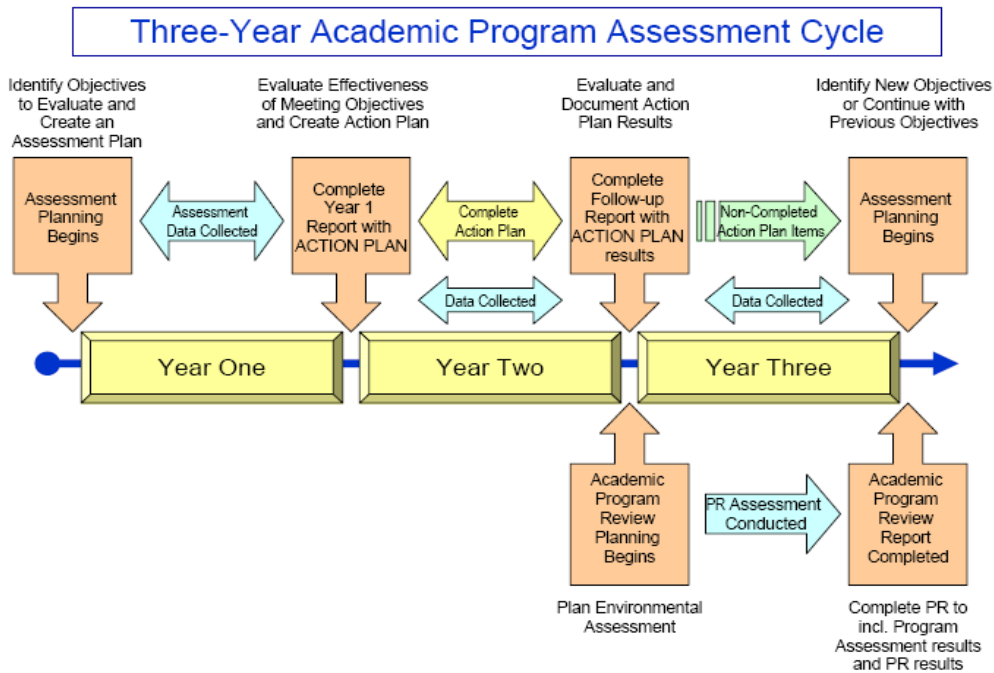 Three-Year Academic Program Assessment Cycle
Identify Objectives
to Evaluate and
Create an
Assessment Plan
Evaluate Effectiveness
of Meeting Objectives
and Create Action Plan
Evaluate and
Document Action
Plan Results
Identify New Objectives
or Continue with
Previous Objectives
Assessment
Planning
Begins
Assessment
Data Collected
Complete
Year 1
Report with
ACTION PLAN
Complete
Action Plan
Complete
Follow-up
Report with
ACTION PLAN
results
Non-Completed
Action Plan Items
Assessment
Planning
Begins
Data Collected
Data Collected
Year One
Year Two
Year Three
Academic
Program
Review
Planning
Begins
PR Assessment
Conducted
Academic
Program
Review
Report
Completed
Plan Environmental
Assessment
Complete PR to
incl. Program
Assessment results
and PR results